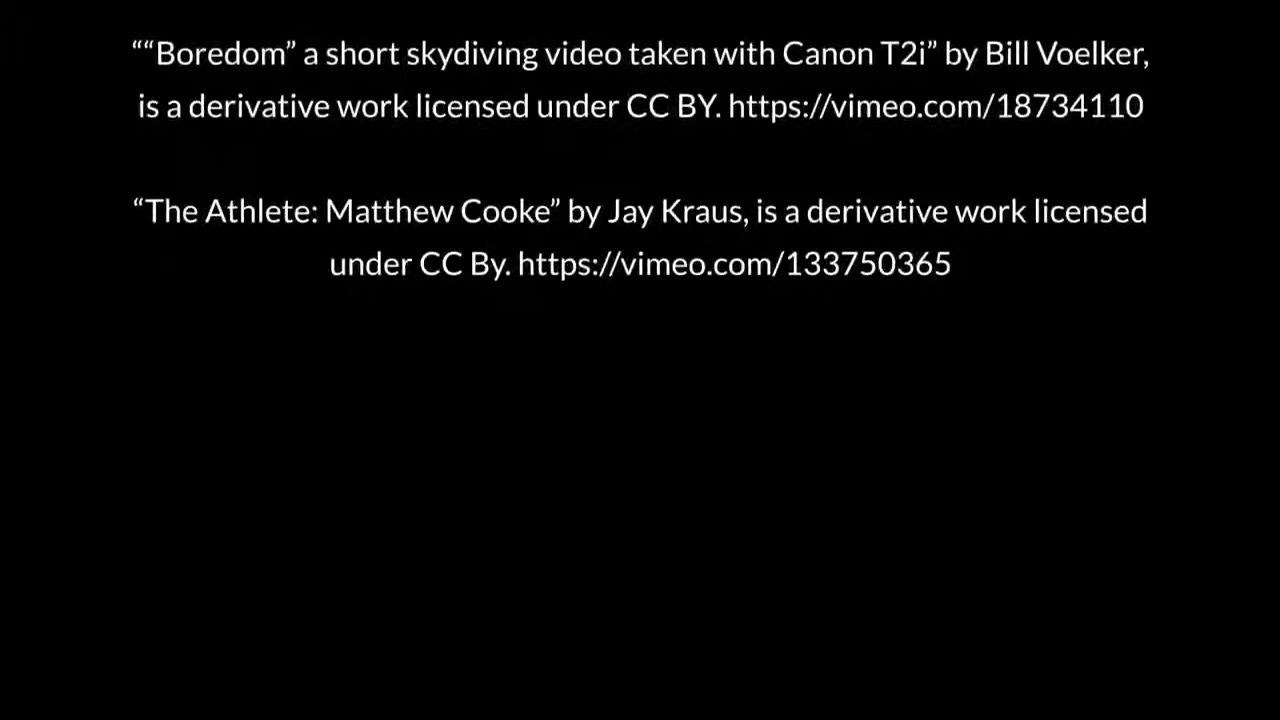 ““Boredom” a short skydiving video taken with Canon T2i” by Bill Voelker,
is a derivative work licensed under CC BY. https://vimeo.com/18734110
“The Athlete: Matthew Cooke” by Jay Kraus, is a derivative work licensed
under CC By. https://vimeo.com/133750365